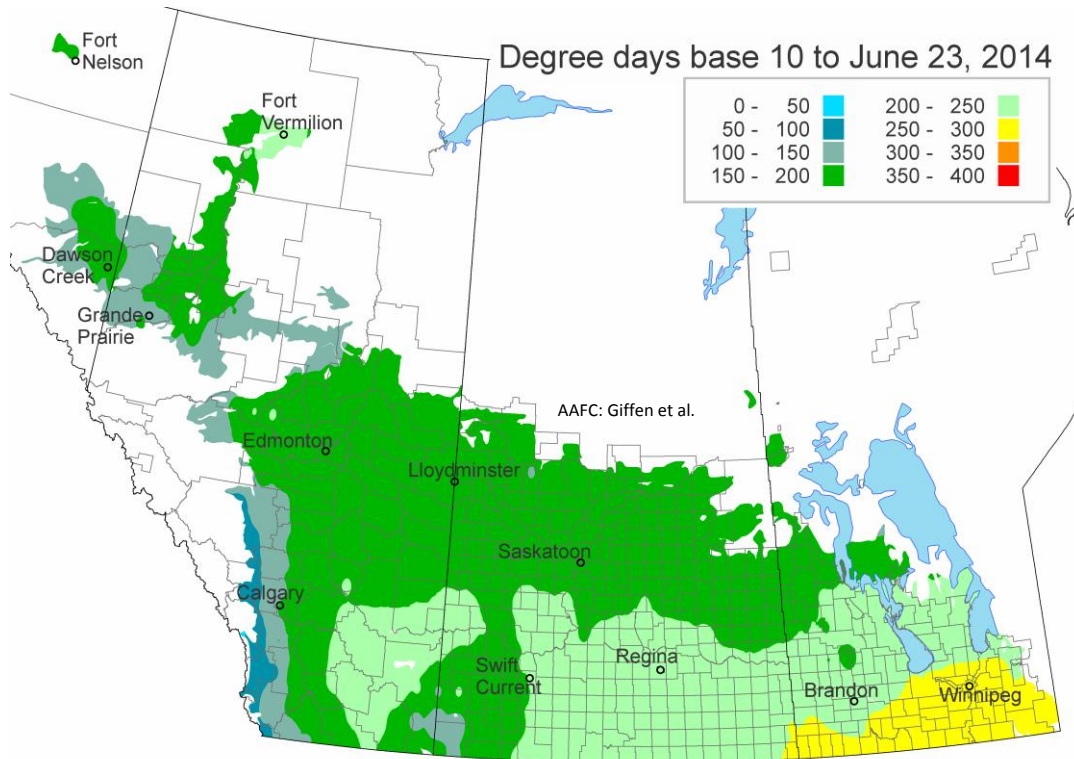 Degree days base 10 to June 23, 2014
0 - 50
50 - 100
100 - 150
150 - 200
200 - 250
250 - 300
300 - 350
350 - 400
Fort
Nelson
Fort
Vermilion
Dawson
Creek
Grande
Prairie
AAFC: Giffen et al.
Edmonton
Lloydminster
Saskatoon
Calgary
Swift
Current
Regina
Brandon
Winnipeg